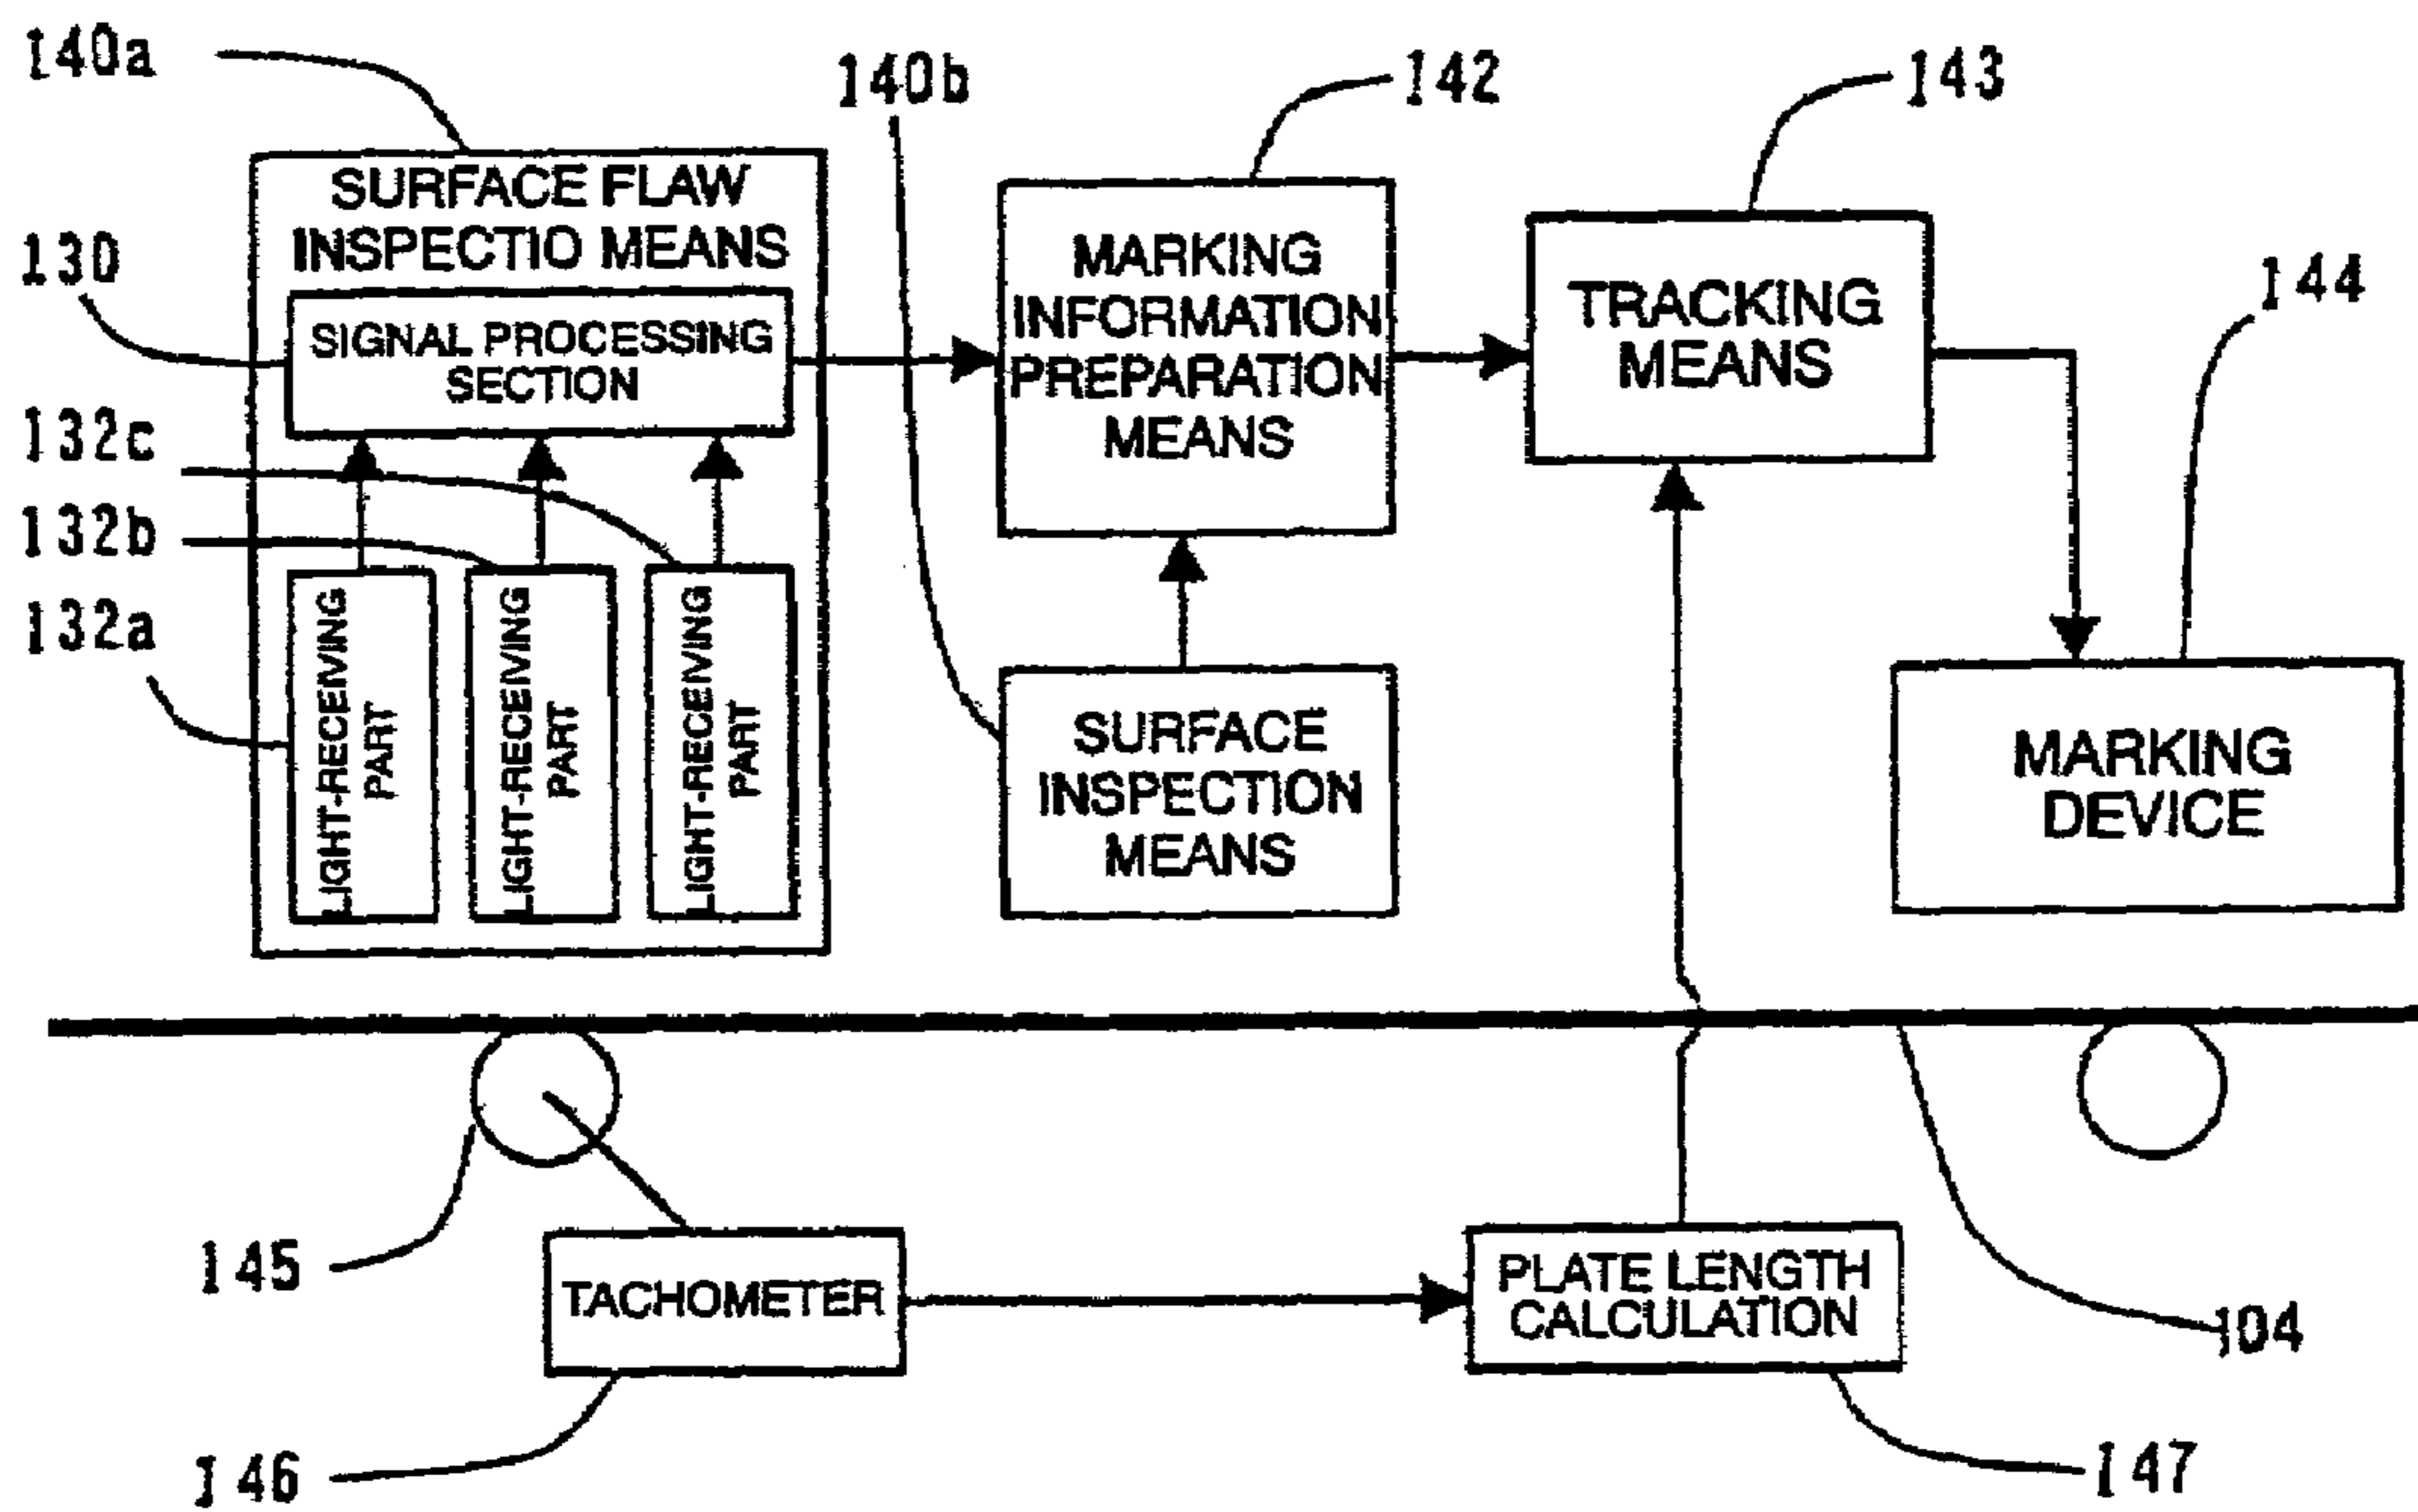 140a
140b
142
143
SURFACE FLAW
INSPECTIO MEANS
130
SIGNAL PROCESSING
SECTION
MARKING
INFORMATION
PREPARATION
MEANS
TRACKING
MEANS
144
132c
132b
132a
LIGHT-RECEIVING
PART
LIGHT-RECEIVING
PART
LIGHT-RECEIVING
PART
SURFACE
INSPECTION
MEANS
MARKING
DEVICE
145
TACHOMETER
PLATE LENGTH
CALCULATION
104
146
147